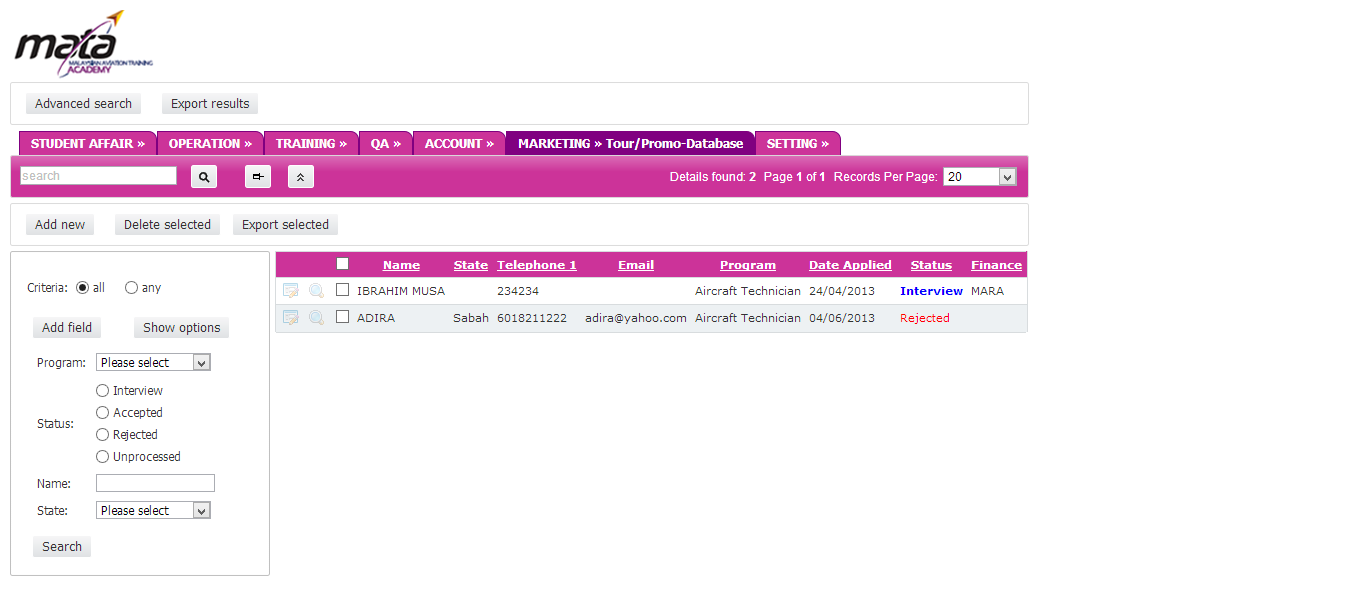 mata
MALAYSIAN AVIATION TRAINING
ACADEMY
Advanced search Export results
STUDENT AFFAIR » OPERATION » TRAINING » QA » ACCOUNT » MARKETING » Tour/Promo-Database SETTING »
search Details found: 2 Page 1 of 1 Records Per Page: 20
Add new Delete selected Export selected
Name State Telephone 1 Email Program Date Applied Status Finance
IBRAHIM MUSA 234234 Aircraft Technician 24/04/2013 Interview MARA
ADIRA Sabah 6018211222 adira@yahoo.com Aircraft Technician 04/06/2013 Rejected
Criteria: all any
Add field Show options
Program: Please select
Status:
Interview
Accepted
Rejected
Unprocessed
Name:
State: Please select
Search